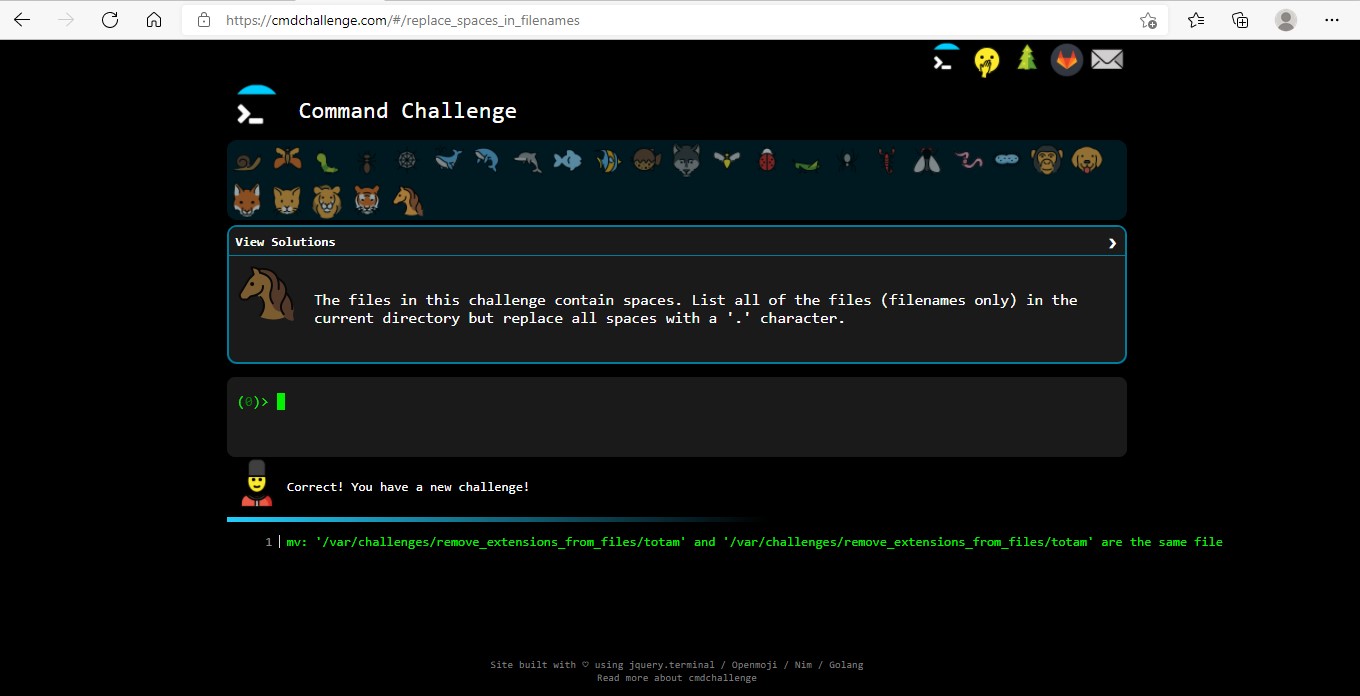 https://cmdchallenge.com/#/replace_spaces_in_filenames
Command Challenge
View Solutions
The files in this challenge contain spaces. List all of the files (filenames only) in the
current directory but replace all spaces with a '.' character.
(0)>
Correct! You have a new challenge!
1 mv: '/var/challenges/remove_extensions_from_files/totam' and '/var/challenges/remove_extensions_from_files/totam' are the same file
Site built with ♡ using jquery.terminal / Openmoji / Nim / Golang
Read more about cmdchallenge